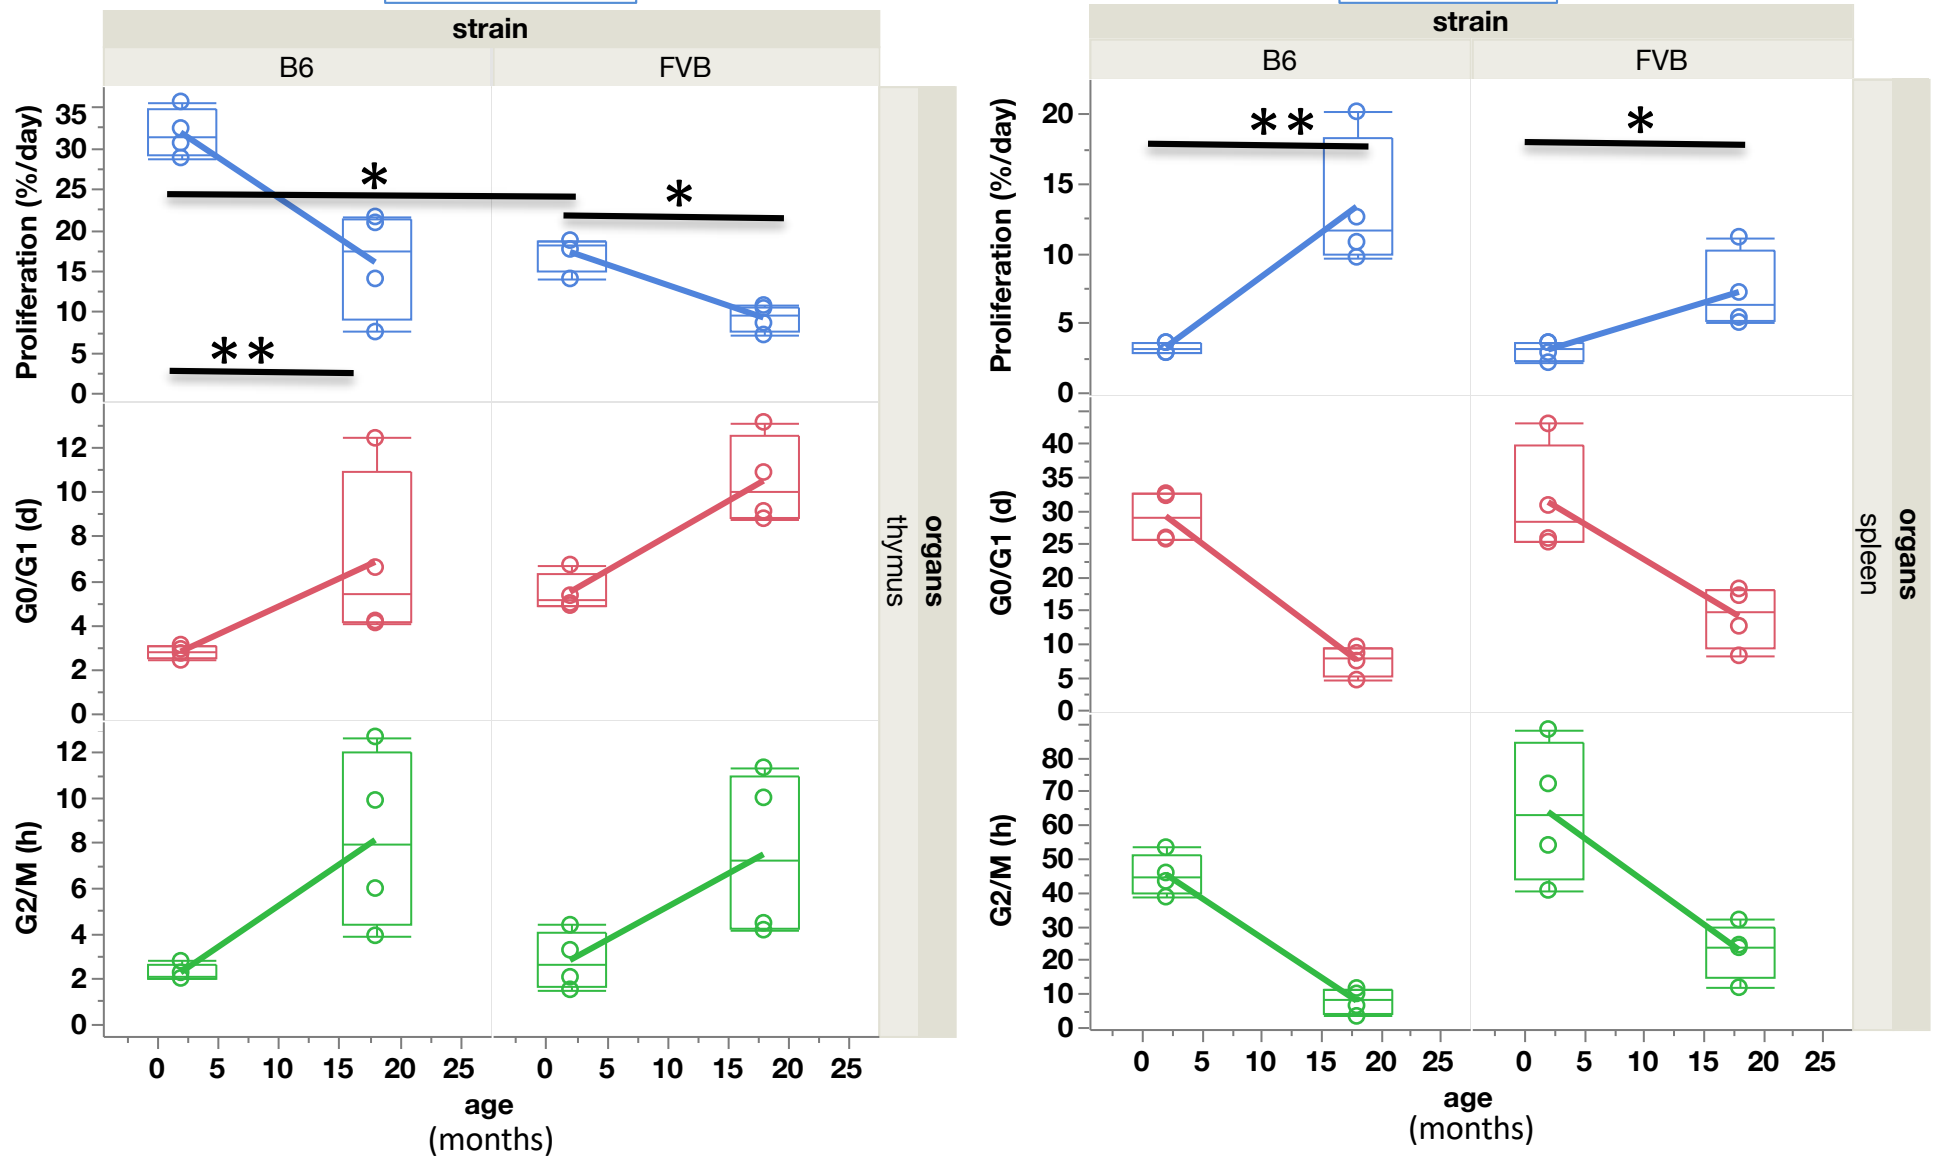 strain
B6 FVB
Proliferation (%/day)
35
30
25
20
15
10
5
0
*
*
**
G0/G1 (d)
12
10
8
6
4
2
0
G2/M (h)
12
10
8
6
4
2
0
0 5 10 15 20 25 0 5 10 15 20 25
age
(months)
thymus
organs
strain
B6 FVB
Proliferation (%/day)
20
15
10
5
0
**
*
G0/G1 (d)
40
35
30
25
20
15
10
5
0
G2/M (h)
80
70
60
50
40
30
20
10
0
0 5 10 15 20 25 0 5 10 15 20 25
age
(months)
spleen
organs